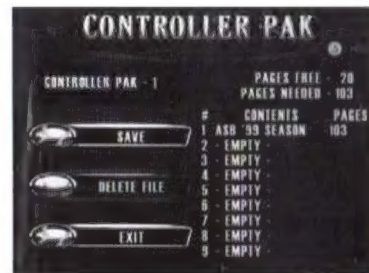 CONTROLLER PAK
CONTROLLER PAK - 1
PAGES FREE - 20
PAGES NEEDED - 103
# CONTENTS PAGES
1 ASB '99 SEASON 103
2 - EMPTY -
3 - EMPTY -
4 - EMPTY -
5 - EMPTY -
6 - EMPTY -
7 - EMPTY -
8 - EMPTY -
9 - EMPTY -
SAVE
DELETE FILE
EXIT